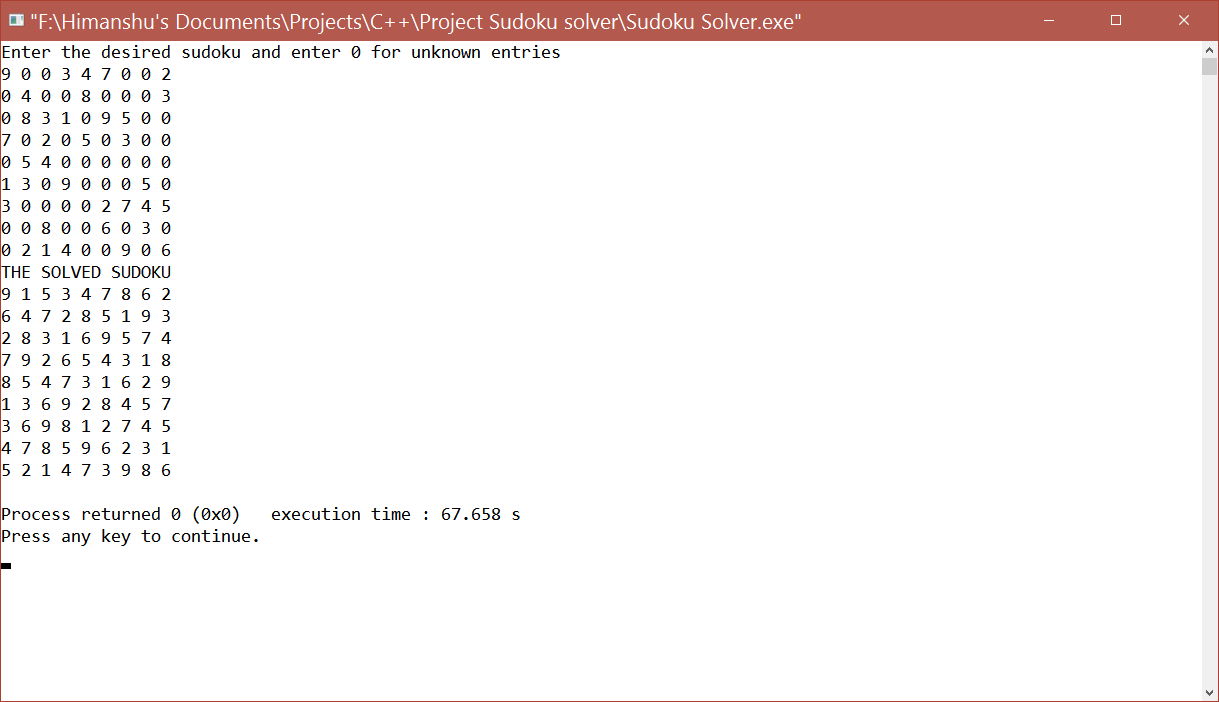 "F:\Himanshu's Documents\Projects\C++\Project Sudoku solver\Sudoku Solver.exe"
Enter the desired sudoku and enter 0 for unknown entries
9 0 0 3 4 7 0 0 2
0 4 0 0 8 0 0 0 3
0 8 3 1 0 9 5 0 0
7 0 2 0 5 0 3 0 0
0 5 4 0 0 0 0 0 0
1 3 0 9 0 0 0 5 0
3 0 0 0 0 2 7 4 5
0 0 8 0 0 6 0 3 0
0 2 1 4 0 0 9 0 6
THE SOLVED SUDOKU
9 1 5 3 4 7 8 6 2
6 4 7 2 8 5 1 9 3
2 8 3 1 6 9 5 7 4
7 9 2 6 5 4 3 1 8
8 5 4 7 3 1 6 2 9
1 3 6 9 2 8 4 5 7
3 6 9 8 1 2 7 4 5
4 7 8 5 9 6 2 3 1
5 2 1 4 7 3 9 8 6
Process returned 0 (0x0)   execution time : 67.658 s
Press any key to continue.